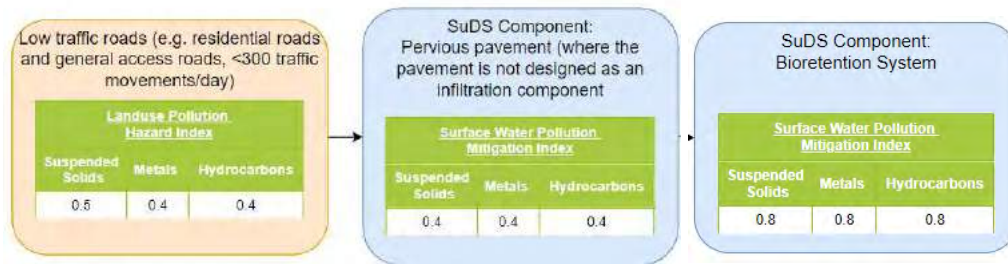 Low traffic roads (e.g. residential roads
and general access roads, <300 traffic
movements/day)
Landuse Pollution
Hazard Index
Suspended
Solids
Metals
Hydrocarbons
0.5
0.4
0.4
SuDS Component:
Pervious pavement (where the
pavement is not designed as an
infiltration component
Surface Water Pollution
Mitigation Index
Suspended
Solids
Metals
Hydrocarbons
0.4
0.4
0.4
SuDS Component:
Bioretention System
Surface Water Pollution
Mitigation Index
Suspended
Solids
Metals
Hydrocarbons
0.8
0.8
0.8